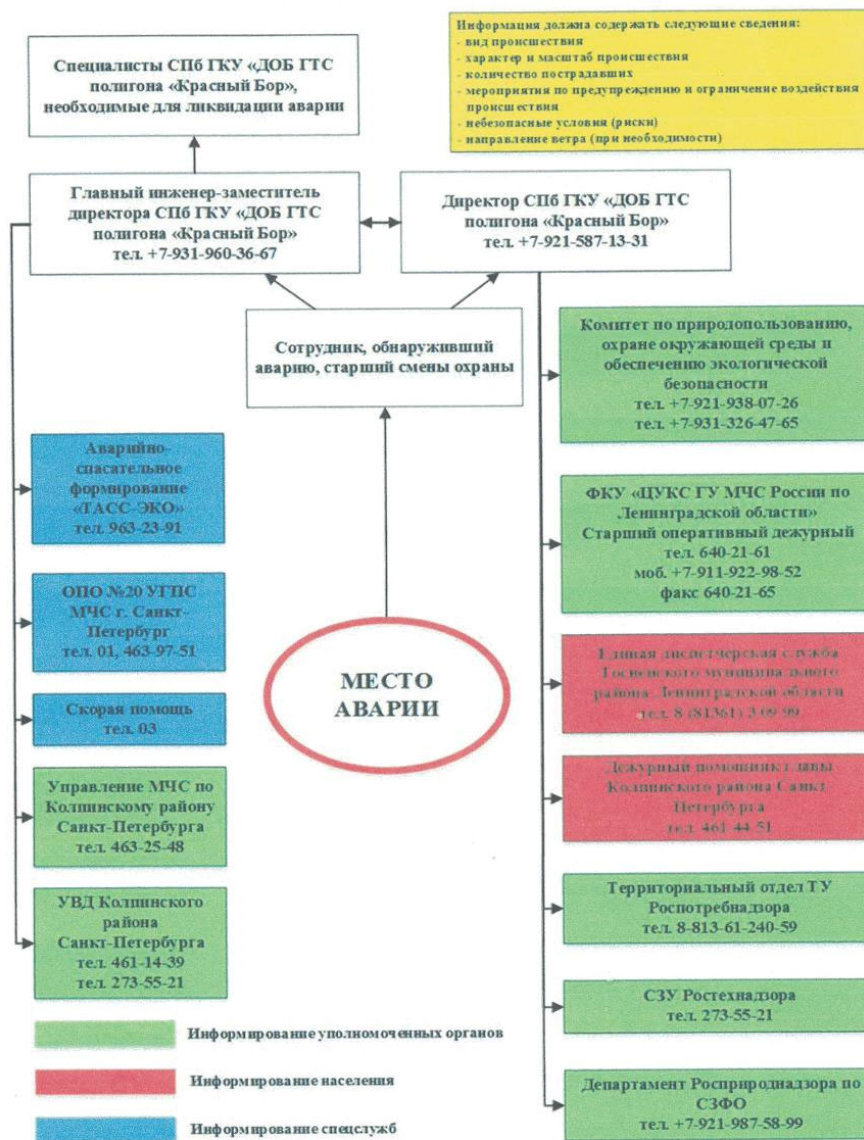 Информация должна содержать следующие сведения:
- вид происшествия
- характер и масштаб происшествия
- количество пострадавших
- мероприятия по предупреждению и ограничение воздействия
происшествия
- небезопасные условия (риски)
- направление ветра (при необходимости)
Специалисты СПб ГКУ «ДОБ ГТС
полигона «Красный Бор»,
необходимые для ликвидации аварии
Главный инженер-заместитель
директора СПб ГКУ «ДОБ ГТС
полигона «Красный Бор»
тел. +7-931-960-36-67
Директор СПб ГКУ «ДОБ ГТС
полигона «Красный Бор»
тел. +7-921-587-13-31
Сотрудник, обнаруживший
аварию, старший смены охраны
МЕСТО
АВАРИИ
Аварийно-
спасательное
формирование
«ТАСС-ЭКО»
тел. 963-23-91
ОПО №20 УГПС
МЧС г. Санкт-
Петербург
тел. 01, 463-97-51
Скорая помощь
тел. 03
Управление МЧС по
Колпинскому району
Санкт-Петербурга
тел. 463-25-48
УВД Колпинского
района
Санкт-Петербурга
тел. 461-14-39
тел. 273-55-21
Комитет по природопользованию,
охране окружающей среды и
обеспечению экологической
безопасности
тел. +7-921-938-07-26
тел. +7-931-326-47-65
ФКУ «ЦУКС ГУ МЧС России по
Ленинградской области»
Старший оперативный дежурный
тел. 640-21-61
моб. +7-911-922-98-52
факс 640-21-65
Единая диспетчерская служба
Тосненского муниципального
района Ленинградской области
тел. 8 (81361) 3-09-99
Дежурный помощник главы
Колпинского района Санкт-
Петербурга
тел. 461-44-51
Территориальный отдел ТУ
Роспотребнадзора
тел. 8-813-61-240-59
СЗУ Ростехнадзора
тел. 273-55-21
Департамент Росприроднадзора по
СЗФО
тел. +7-921-987-58-99
Информирование уполномоченных органов
Информирование населения
Информирование спецслужб